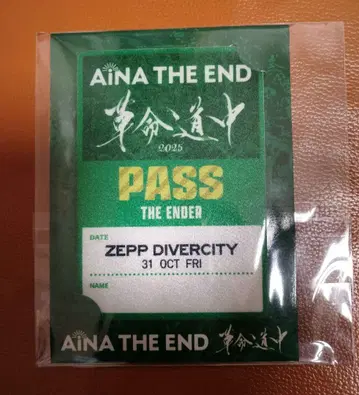 AiNA THE END
革命道中
2025
PASS
THE ENDER
DATE
ZEPP DIVERCITY
31 OCT FRI
NAME
AiNA THE END 革命道中